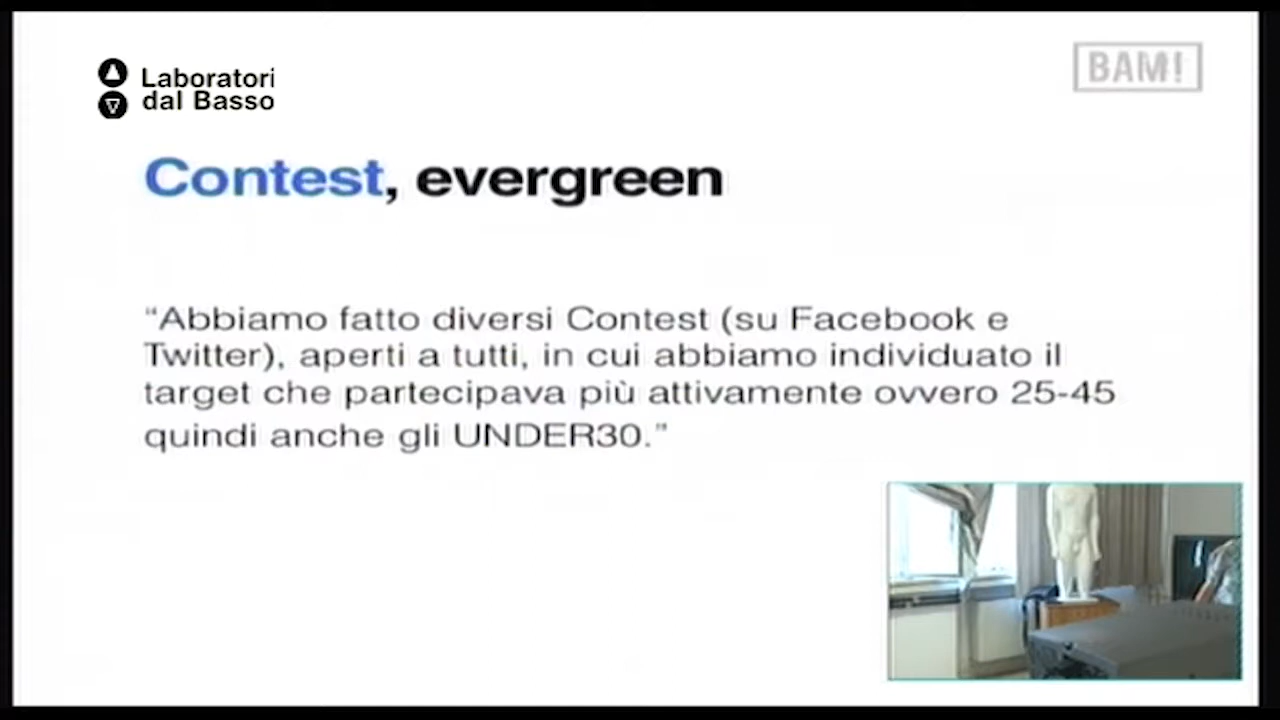 Laboratori
dal Basso
BAM!
Contest, evergreen
“Abbiamo fatto diversi Contest (su Facebook e
Twitter), aperti a tutti, in cui abbiamo individuato il
target che partecipava più attivamente ovvero 25-45
quindi anche gli UNDER30.”